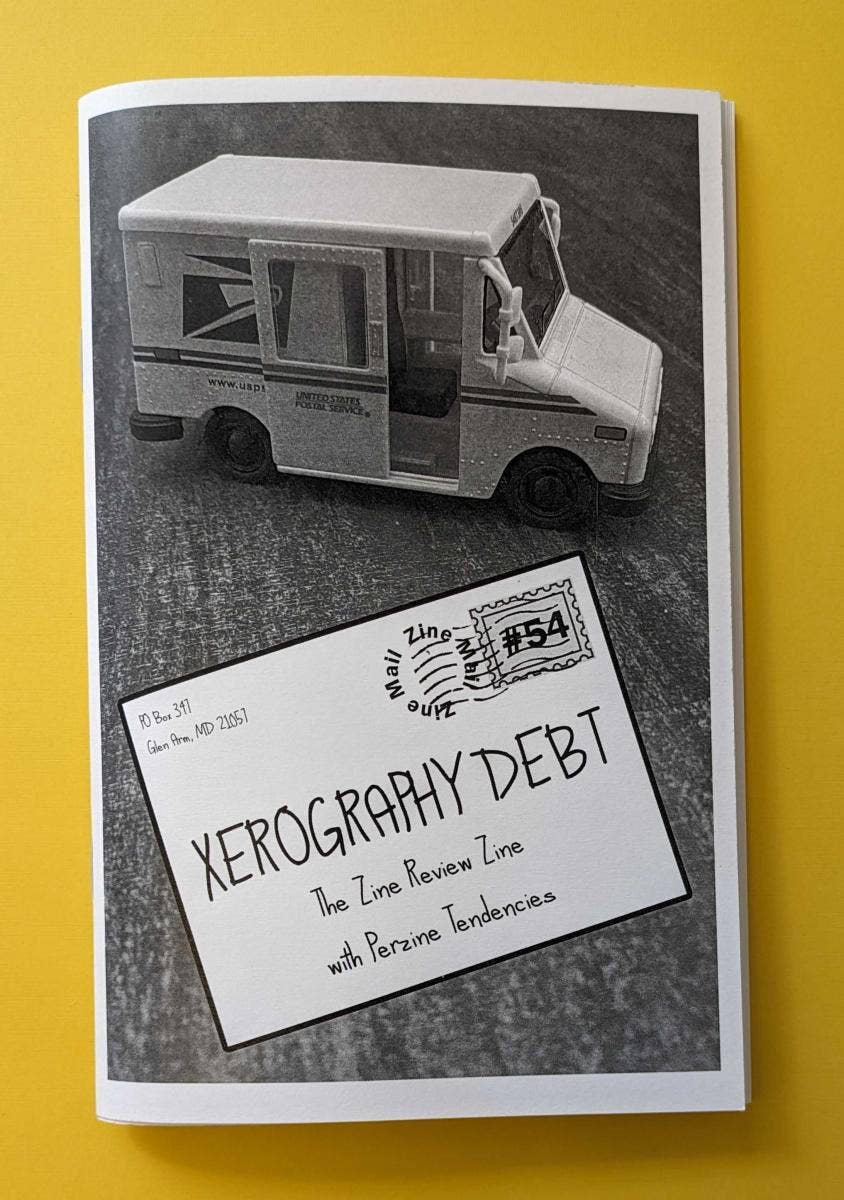 www.usps
UNITED STATES
POSTAL SERVICE®
Zine Mail Zine Mail
#54
PO Box 347
Glen Arm, MD 21057
XEROGRAPHY DEBT
The Zine Review Zine
with Perzine Tendencies